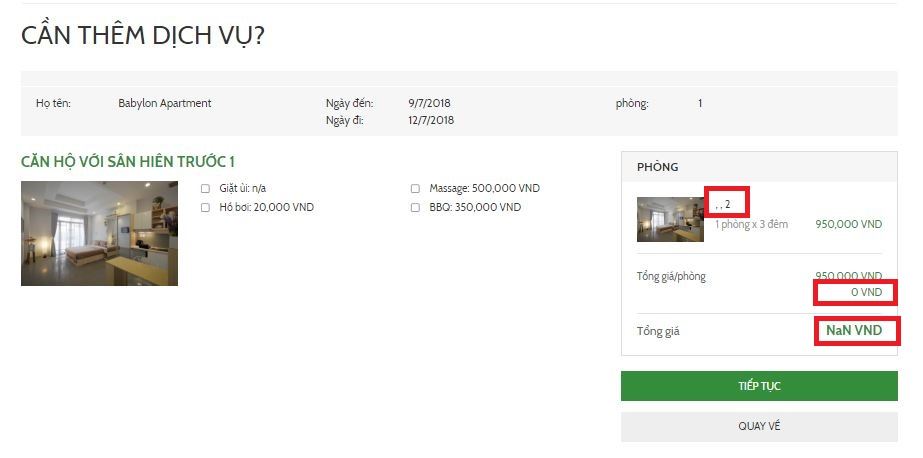 CẦN THÊM DỊCH VỤ?
Họ tên: Babylon Apartment Ngày đến: 9/7/2018 phòng: 1
Ngày đi: 12/7/2018
CĂN HỘ VỚI SÂN HIÊN TRƯỚC 1
Giặt ủi: n/a Massage: 500,000 VND
Hồ bơi: 20,000 VND BBQ: 350,000 VND
PHÒNG
, , 2
1 phòng x 3 đêm 950,000 VND
Tổng giá/phòng 950,000 VND
0 VND
Tổng giá NaN VND
TIẾP TỤC
QUAY VỀ